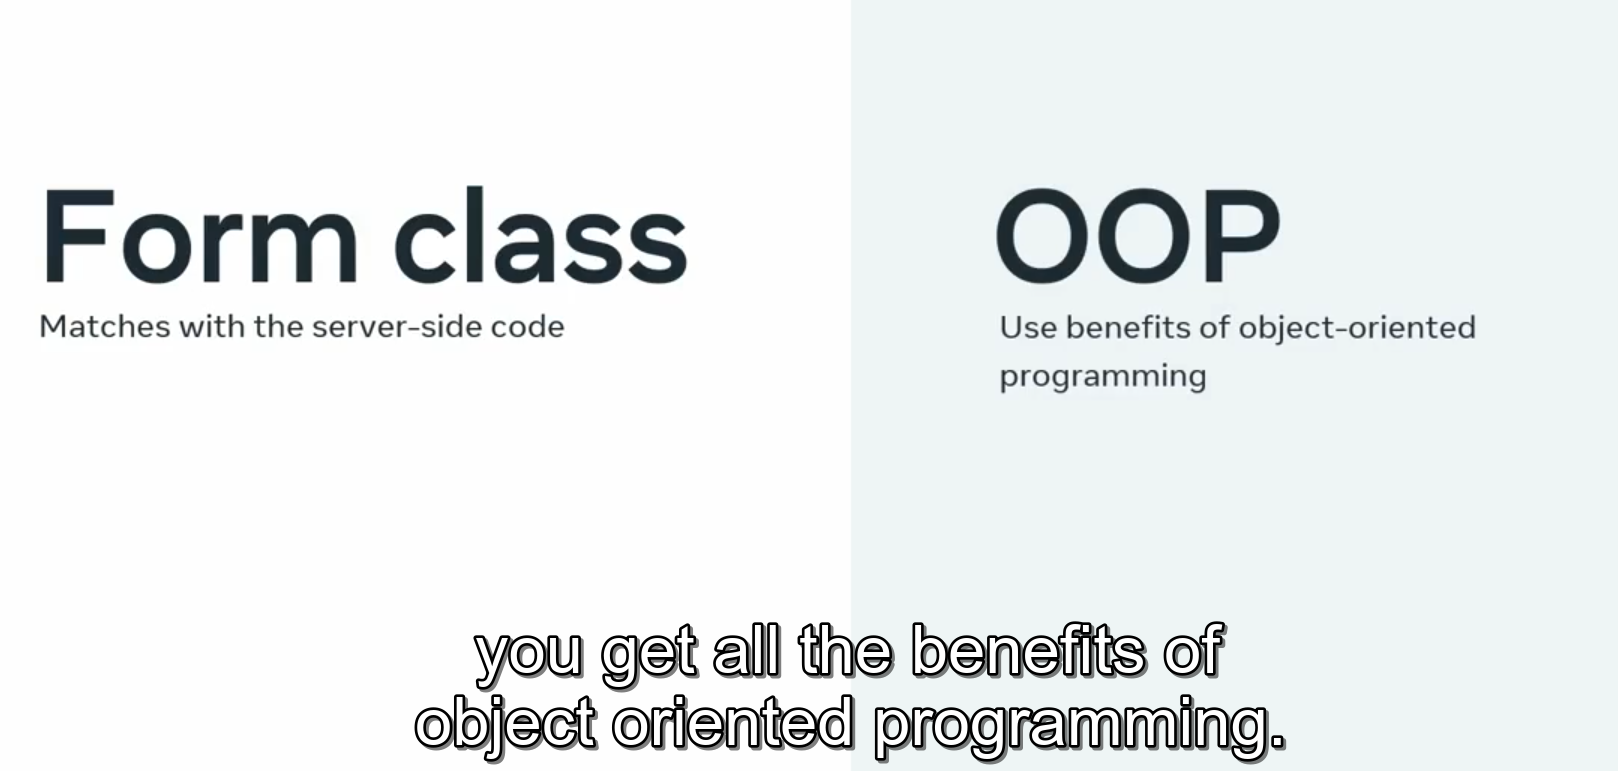 Form class
Matches with the server-side code
OOP
Use benefits of object-oriented
programming
you get all the benefits of
object oriented programming.